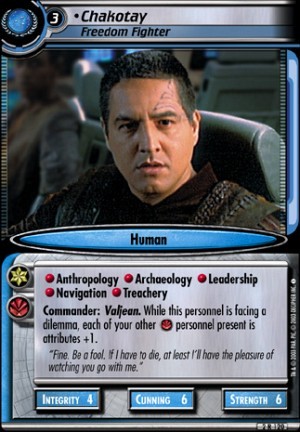 3
•Chakotay
Freedom Fighter
Human
•Anthropology •Archaeology •Leadership
•Navigation •Treachery
Commander: Valjean. While this personnel is facing a
dilemma, each of your other personnel present is
attributes +1.
"Fine. Be a fool. If I have to die, at least I'll have the pleasure of
watching you go with me."
INTEGRITY 4 CUNNING 6 STRENGTH 6